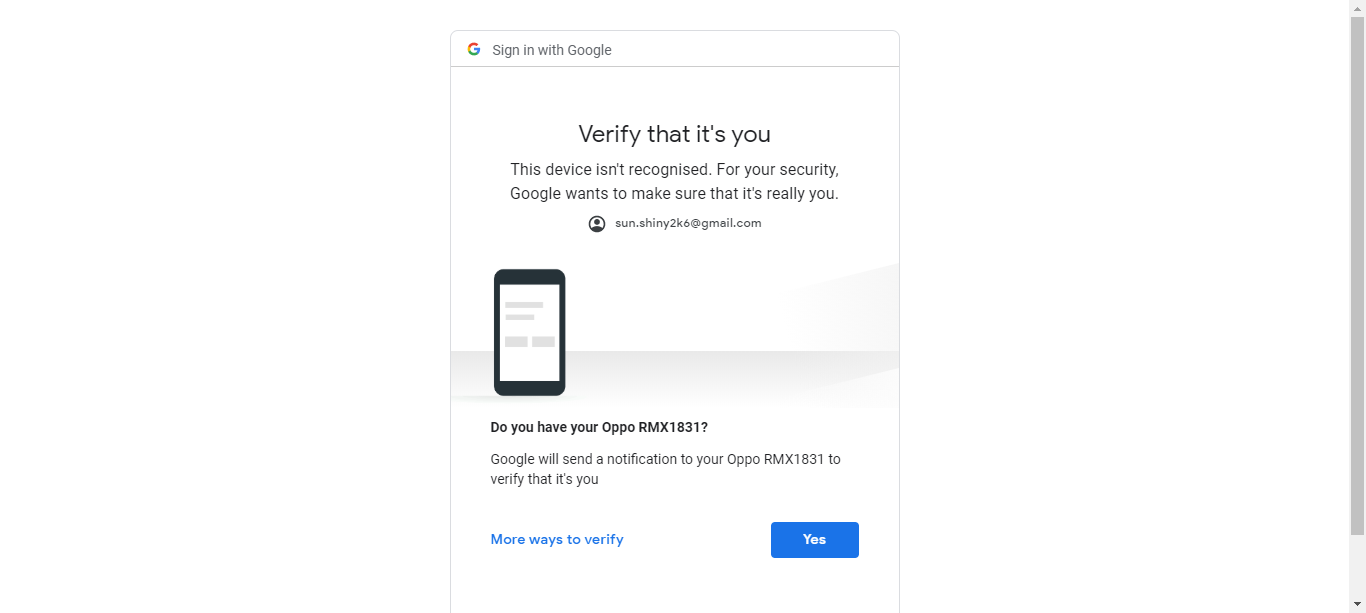 Sign in with Google
Verify that it's you
This device isn't recognised. For your security,
Google wants to make sure that it's really you.
sun.shiny2k6@gmail.com
Do you have your Oppo RMX1831?
Google will send a notification to your Oppo RMX1831 to
verify that it's you
More ways to verify
Yes